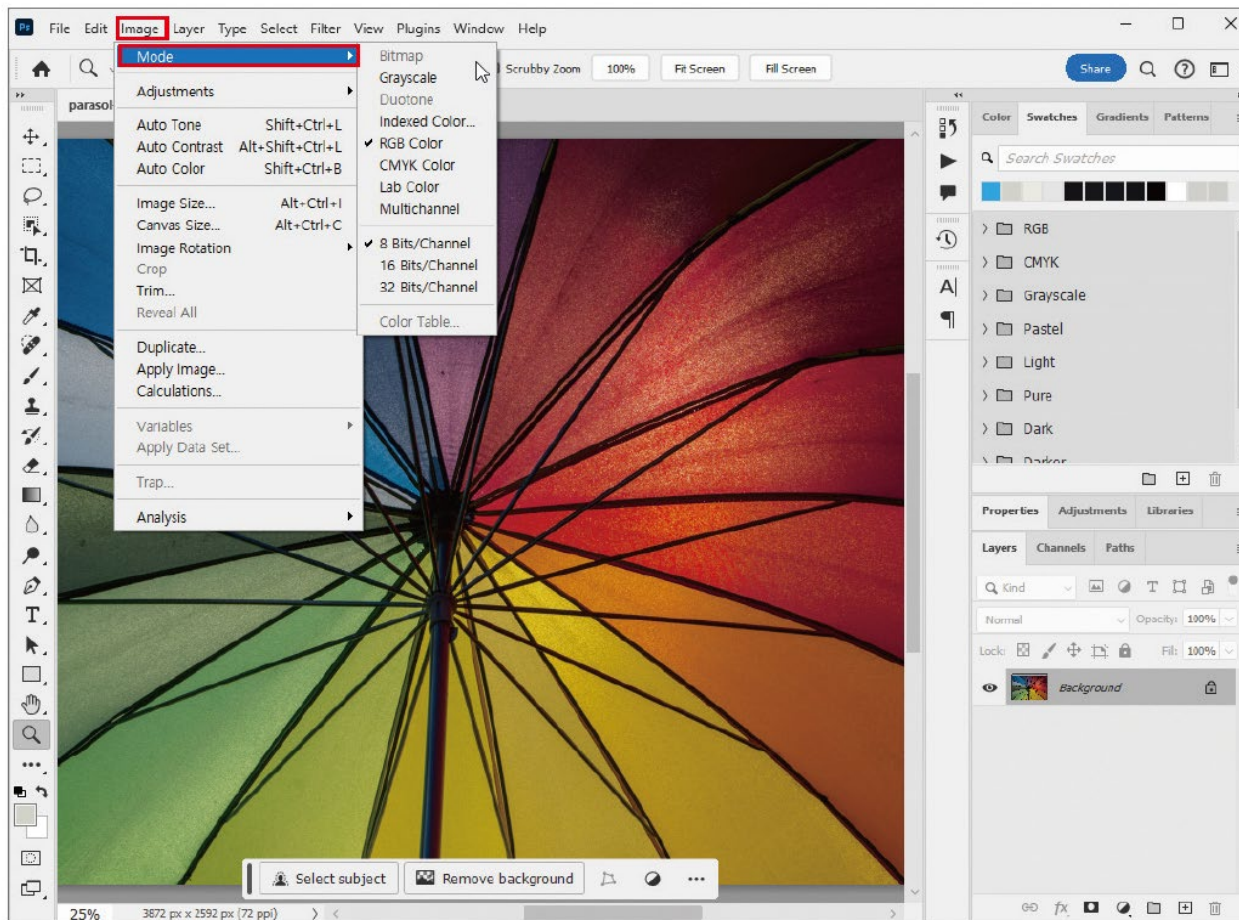 Ps File Edit Image Layer Type Select Filter View Plugins Window Help
Scrubby Zoom 100% Fit Screen Fill Screen Share
parasol
Mode
Adjustments
Auto Tone Shift+Ctrl+L
Auto Contrast Alt+Shift+Ctrl+L
Auto Color Shift+Ctrl+B
Image Size... Alt+Ctrl+I
Canvas Size... Alt+Ctrl+C
Image Rotation
Crop
Trim...
Reveal All
Duplicate...
Apply Image...
Calculations...
Variables
Apply Data Set...
Trap...
Analysis
Bitmap
Grayscale
Duotone
Indexed Color...
RGB Color
CMYK Color
Lab Color
Multichannel
8 Bits/Channel
16 Bits/Channel
32 Bits/Channel
Color Table...
Color Swatches Gradients Patterns
Search Swatches
RGB
CMYK
Grayscale
Pastel
Light
Pure
Dark
Darker
Properties Adjustments Libraries
Layers Channels Paths
Kind
Normal Opacity: 100%
Lock: Fill: 100%
Background
Select subject Remove background
25% 3872 px x 2592 px (72 ppi)